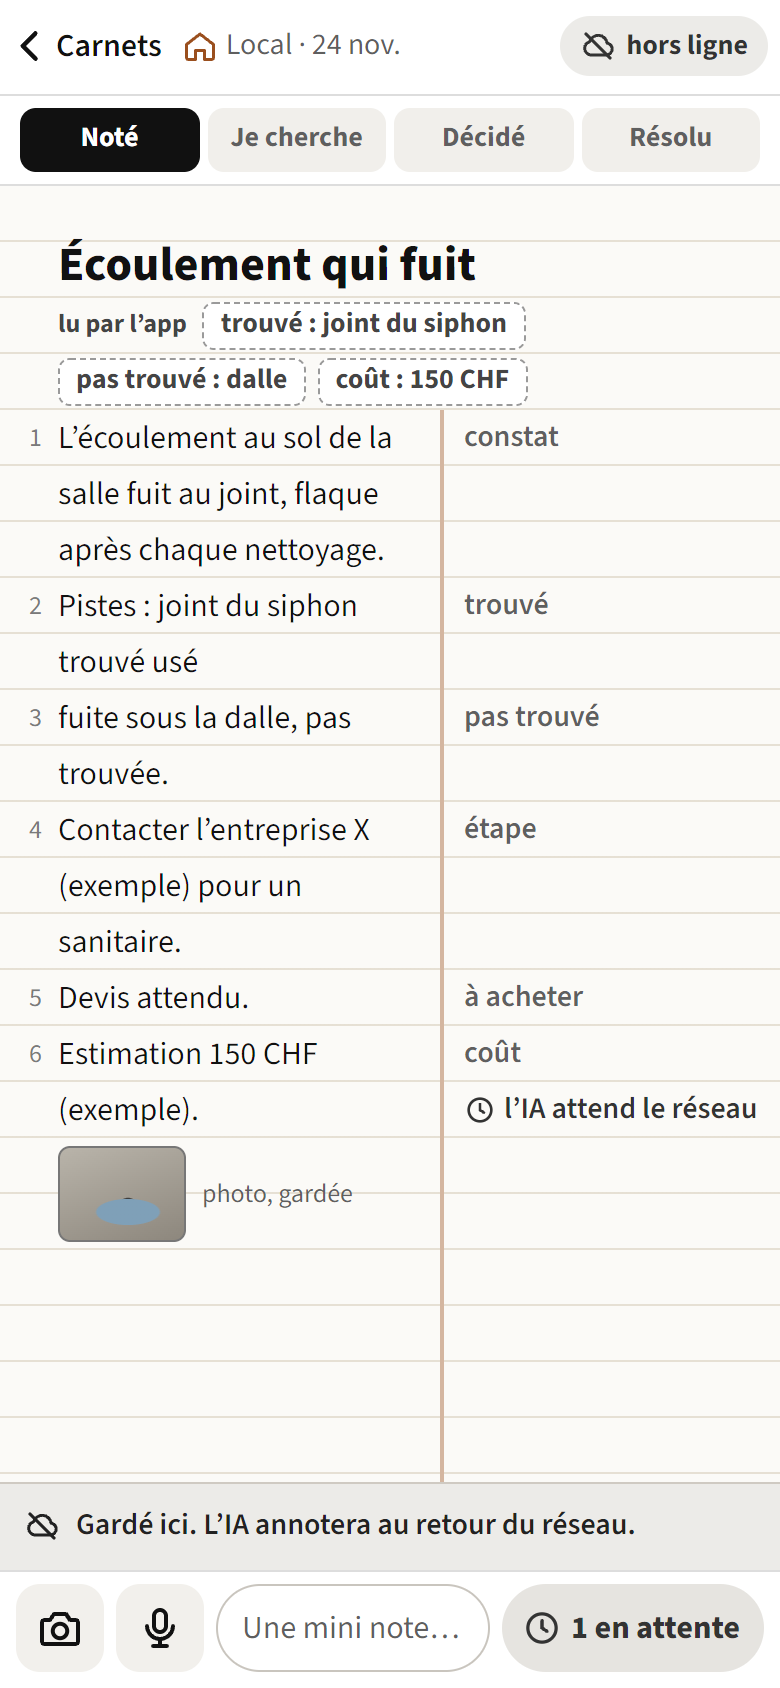 Carnets Local · 24 nov. hors ligne
Noté Je cherche Décidé Résolu
Écoulement qui fuit
lu par l’app trouvé : joint du siphon
pas trouvé : dalle coût : 150 CHF
1 L’écoulement au sol de la constat
salle fuit au joint, flaque
après chaque nettoyage.
2 Pistes : joint du siphon trouvé
trouvé usé
3 fuite sous la dalle, pas pas trouvé
trouvée.
4 Contacter l’entreprise X étape
(exemple) pour un
sanitaire.
5 Devis attendu. à acheter
6 Estimation 150 CHF coût
(exemple). l’IA attend le réseau
photo, gardée
Gardé ici. L’IA annotera au retour du réseau.
Une mini note… 1 en attente